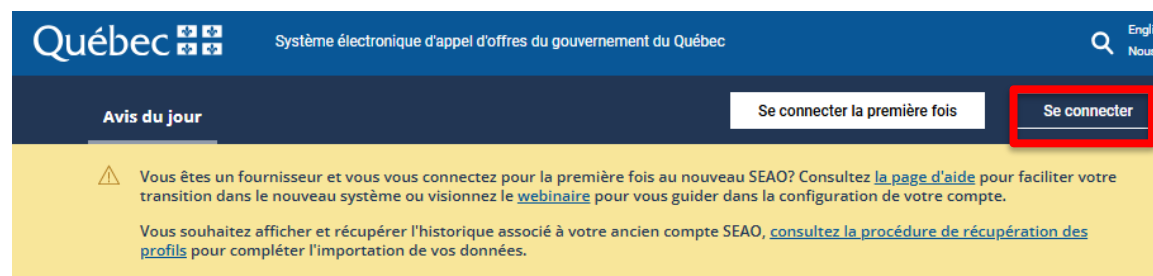 Québec
Système électronique d'appel d'offres du gouvernement du Québec
Avis du jour
Se connecter la première fois
Se connecter
Vous êtes un fournisseur et vous vous connectez pour la première fois au nouveau SEAO? Consultez la page d'aide pour faciliter votre
transition dans le nouveau système ou visionnez le webinaire pour vous guider dans la configuration de votre compte.
Vous souhaitez afficher et récupérer l'historique associé à votre ancien compte SEAO, consultez la procédure de récupération des
profils pour compléter l'importation de vos données.